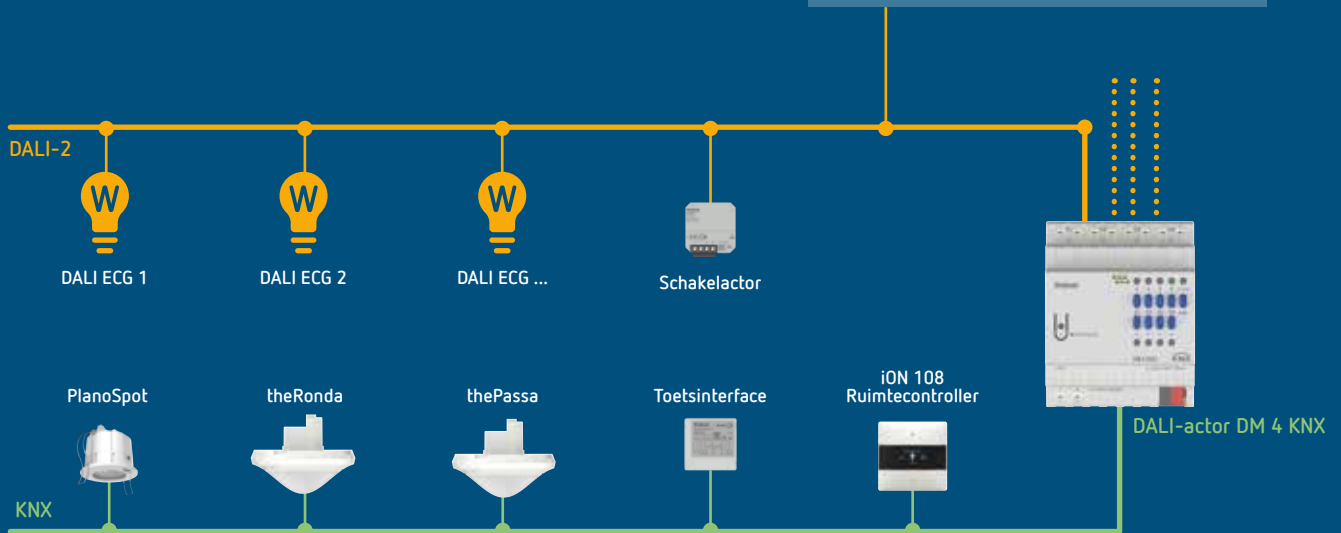 DALI-2
W
W
W
DALI ECG 1
DALI ECG 2
DALI ECG ...
Schakelactor
PlanoSpot
theRonda
thePassa
Toetsinterface
iON 108
Ruimtecontroller
DALI-actor DM 4 KNX
KNX